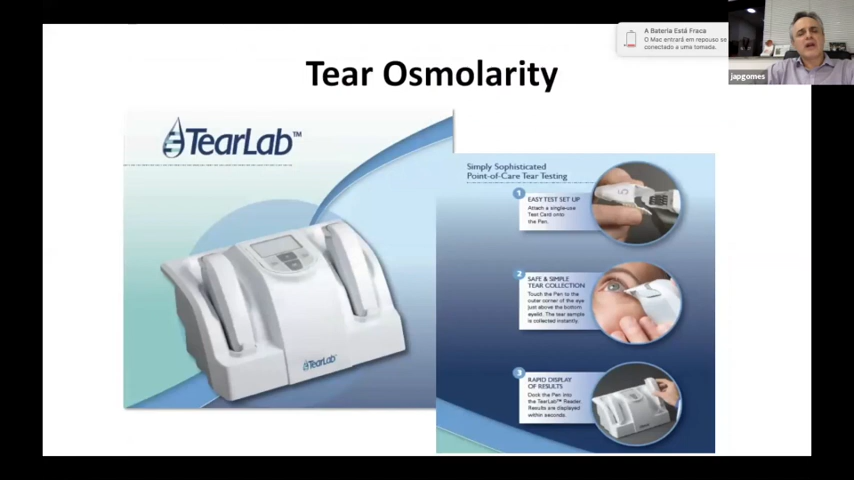 A Bateria Está Fraca
O Mac entrará em repouso se
conectado a uma tomada.
japgomes
Tear Osmolarity
TearLab™
Simply Sophisticated
Point-of-Care Tear Testing
1
EASY TEST SET UP
Attach a single-use
Test Card onto
the Pen.
2
SAFE & SIMPLE
TEAR COLLECTION
Touch the Pen to the
outer corner of the eye
just above the bottom
eyelid. The tear sample
is collected instantly.
3
RAPID DISPLAY
OF RESULTS
Dock the Pen into
the TearLab™ Reader.
Results are displayed
within seconds.
TearLab